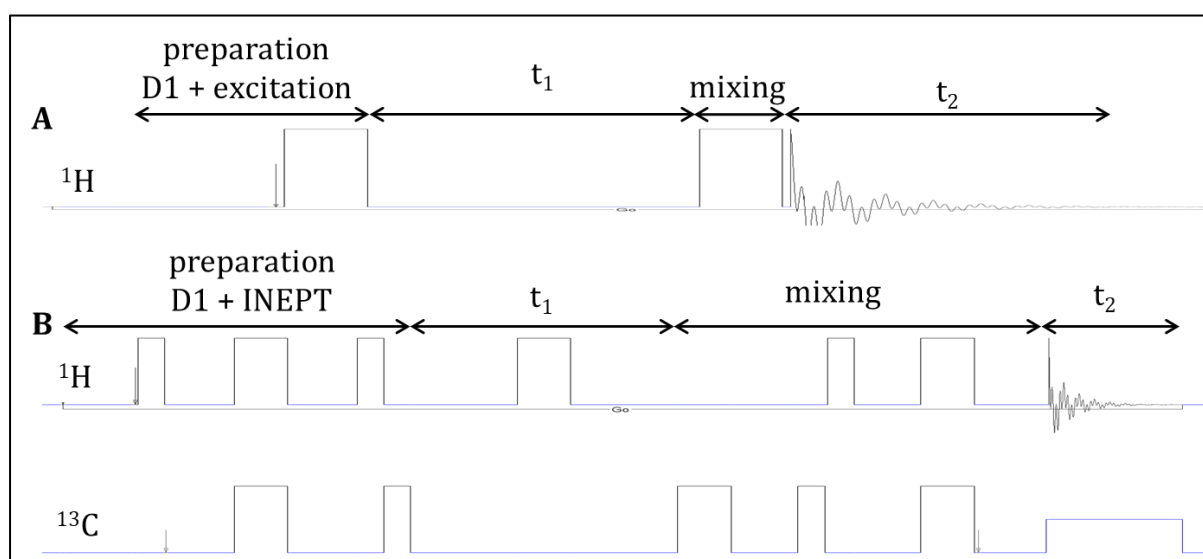 preparation
D1 + excitation
t₁
mixing
t₂
A
¹H
Go
preparation
D1 + INEPT
t₁
mixing
t₂
B
¹H
Go
¹³C